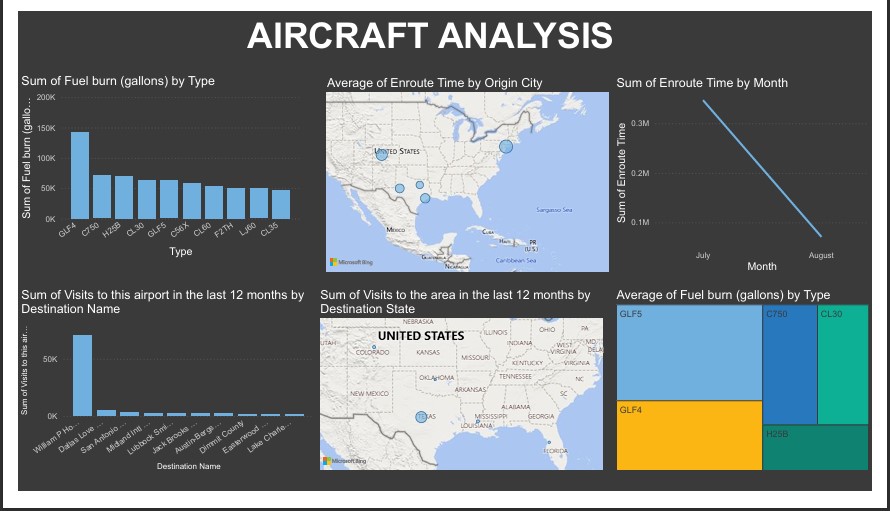 AIRCRAFT ANALYSIS
Sum of Fuel burn (gallons) by Type
Sum of Fuel burn (gallo...
200K
150K
100K
50K
0K
GLF4
C750
H25B
CL30
GLF5
C56X
CL60
F2TH
LJ60
CL35
Type
Average of Enroute Time by Origin City
UNITED STATES
MEXICO
CUBA
HAITI
PR
(U.S.)
GUATEMALA
NICARAGUA
Sargasso Sea
Caribbean Sea
Microsoft Bing
Sum of Enroute Time by Month
Sum of Enroute Time
0.3M
0.2M
0.1M
July
August
Month
Sum of Visits to this airport in the last 12 months by
Destination Name
Sum of Visits to this air...
50K
0K
William P Ho...
Dallas Love ...
San Antonio ...
Midland Intl ...
Lubbock Smi...
Jack Brooks ...
Austin-Bergs...
Dimmit County
Easterwood ...
Lake Charle...
Destination Name
Sum of Visits to the area in the last 12 months by
Destination State
NEBRASKA
UTAH
UNITED STATES
COLORADO
KANSAS
MISSOURI
ILLINOIS
INDIANA
OHIO
PA
MD
WEST
VIRGINIA
DELA
KENTUCKY
VIRGINIA
OKLAHOMA
TENNESSEE
NC
NEW MEXICO
ARKANSAS
SC
ALABAMA
TEXAS
MISSISSIPPI
GEORGIA
LOUISIANA
FLORIDA
Microsoft Bing
Average of Fuel burn (gallons) by Type
GLF5
C750
CL30
GLF4
H25B